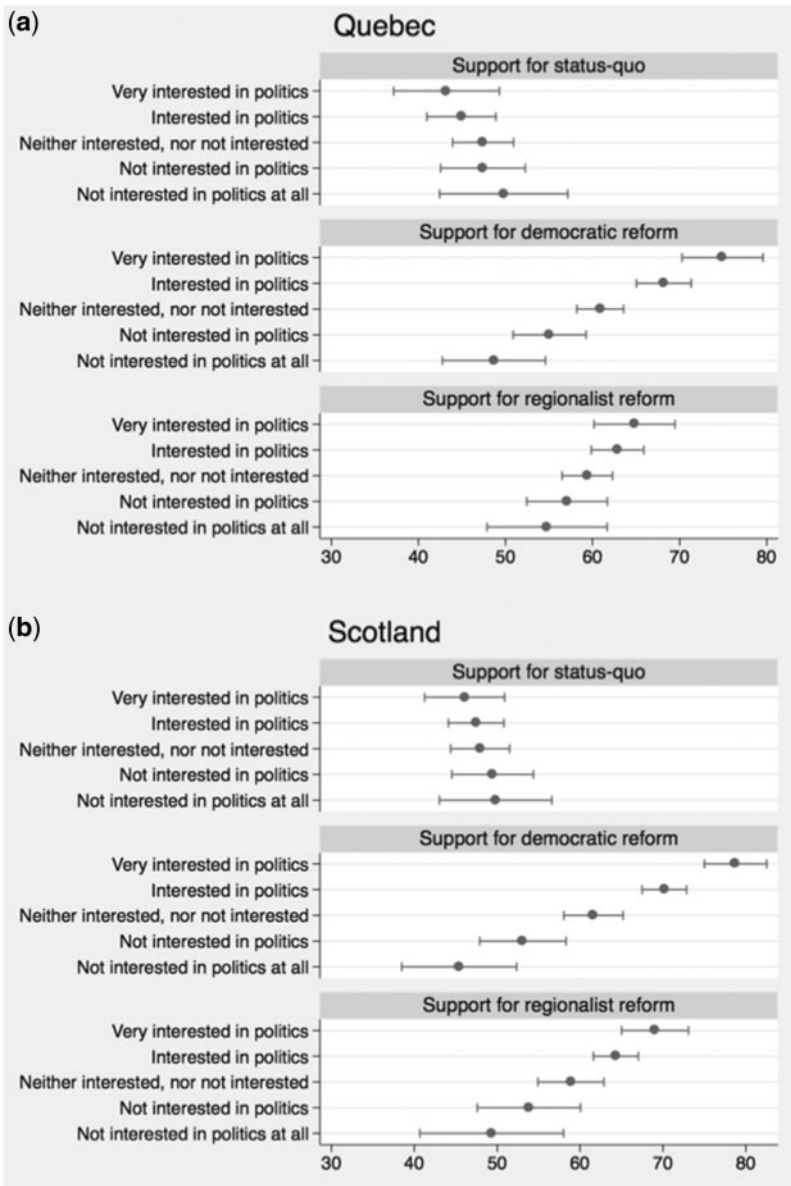 (a)
Quebec
Support for status-quo
Very interested in politics
Interested in politics
Neither interested, nor not interested
Not interested in politics
Not interested in politics at all
Support for democratic reform
Very interested in politics
Interested in politics
Neither interested, nor not interested
Not interested in politics
Not interested in politics at all
Support for regionalist reform
Very interested in politics
Interested in politics
Neither interested, nor not interested
Not interested in politics
Not interested in politics at all
30 40 50 60 70 80
(b)
Scotland
Support for status-quo
Very interested in politics
Interested in politics
Neither interested, nor not interested
Not interested in politics
Not interested in politics at all
Support for democratic reform
Very interested in politics
Interested in politics
Neither interested, nor not interested
Not interested in politics
Not interested in politics at all
Support for regionalist reform
Very interested in politics
Interested in politics
Neither interested, nor not interested
Not interested in politics
Not interested in politics at all
30 40 50 60 70 80